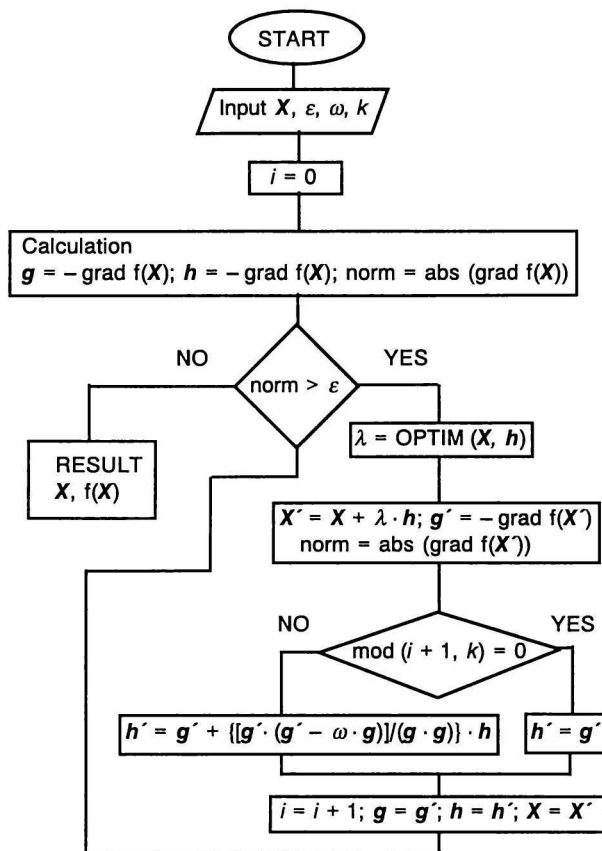 START
Input X, ε, ω, k
i = 0
Calculation
g = – grad f(X); h = – grad f(X); norm = abs (grad f(X))
NO
YES
norm > ε
RESULT
X, f(X)
λ = OPTIM (X, h)
X′ = X + λ · h; g′ = –grad f(X′)
norm = abs (grad f(X′))
NO
YES
mod (i + 1, k) = 0
h′ = g′ + {[g′ · (g′ – ω · g)]/(g · g)} · h
h′ = g′
i = i + 1; g = g′; h = h′; X = X′